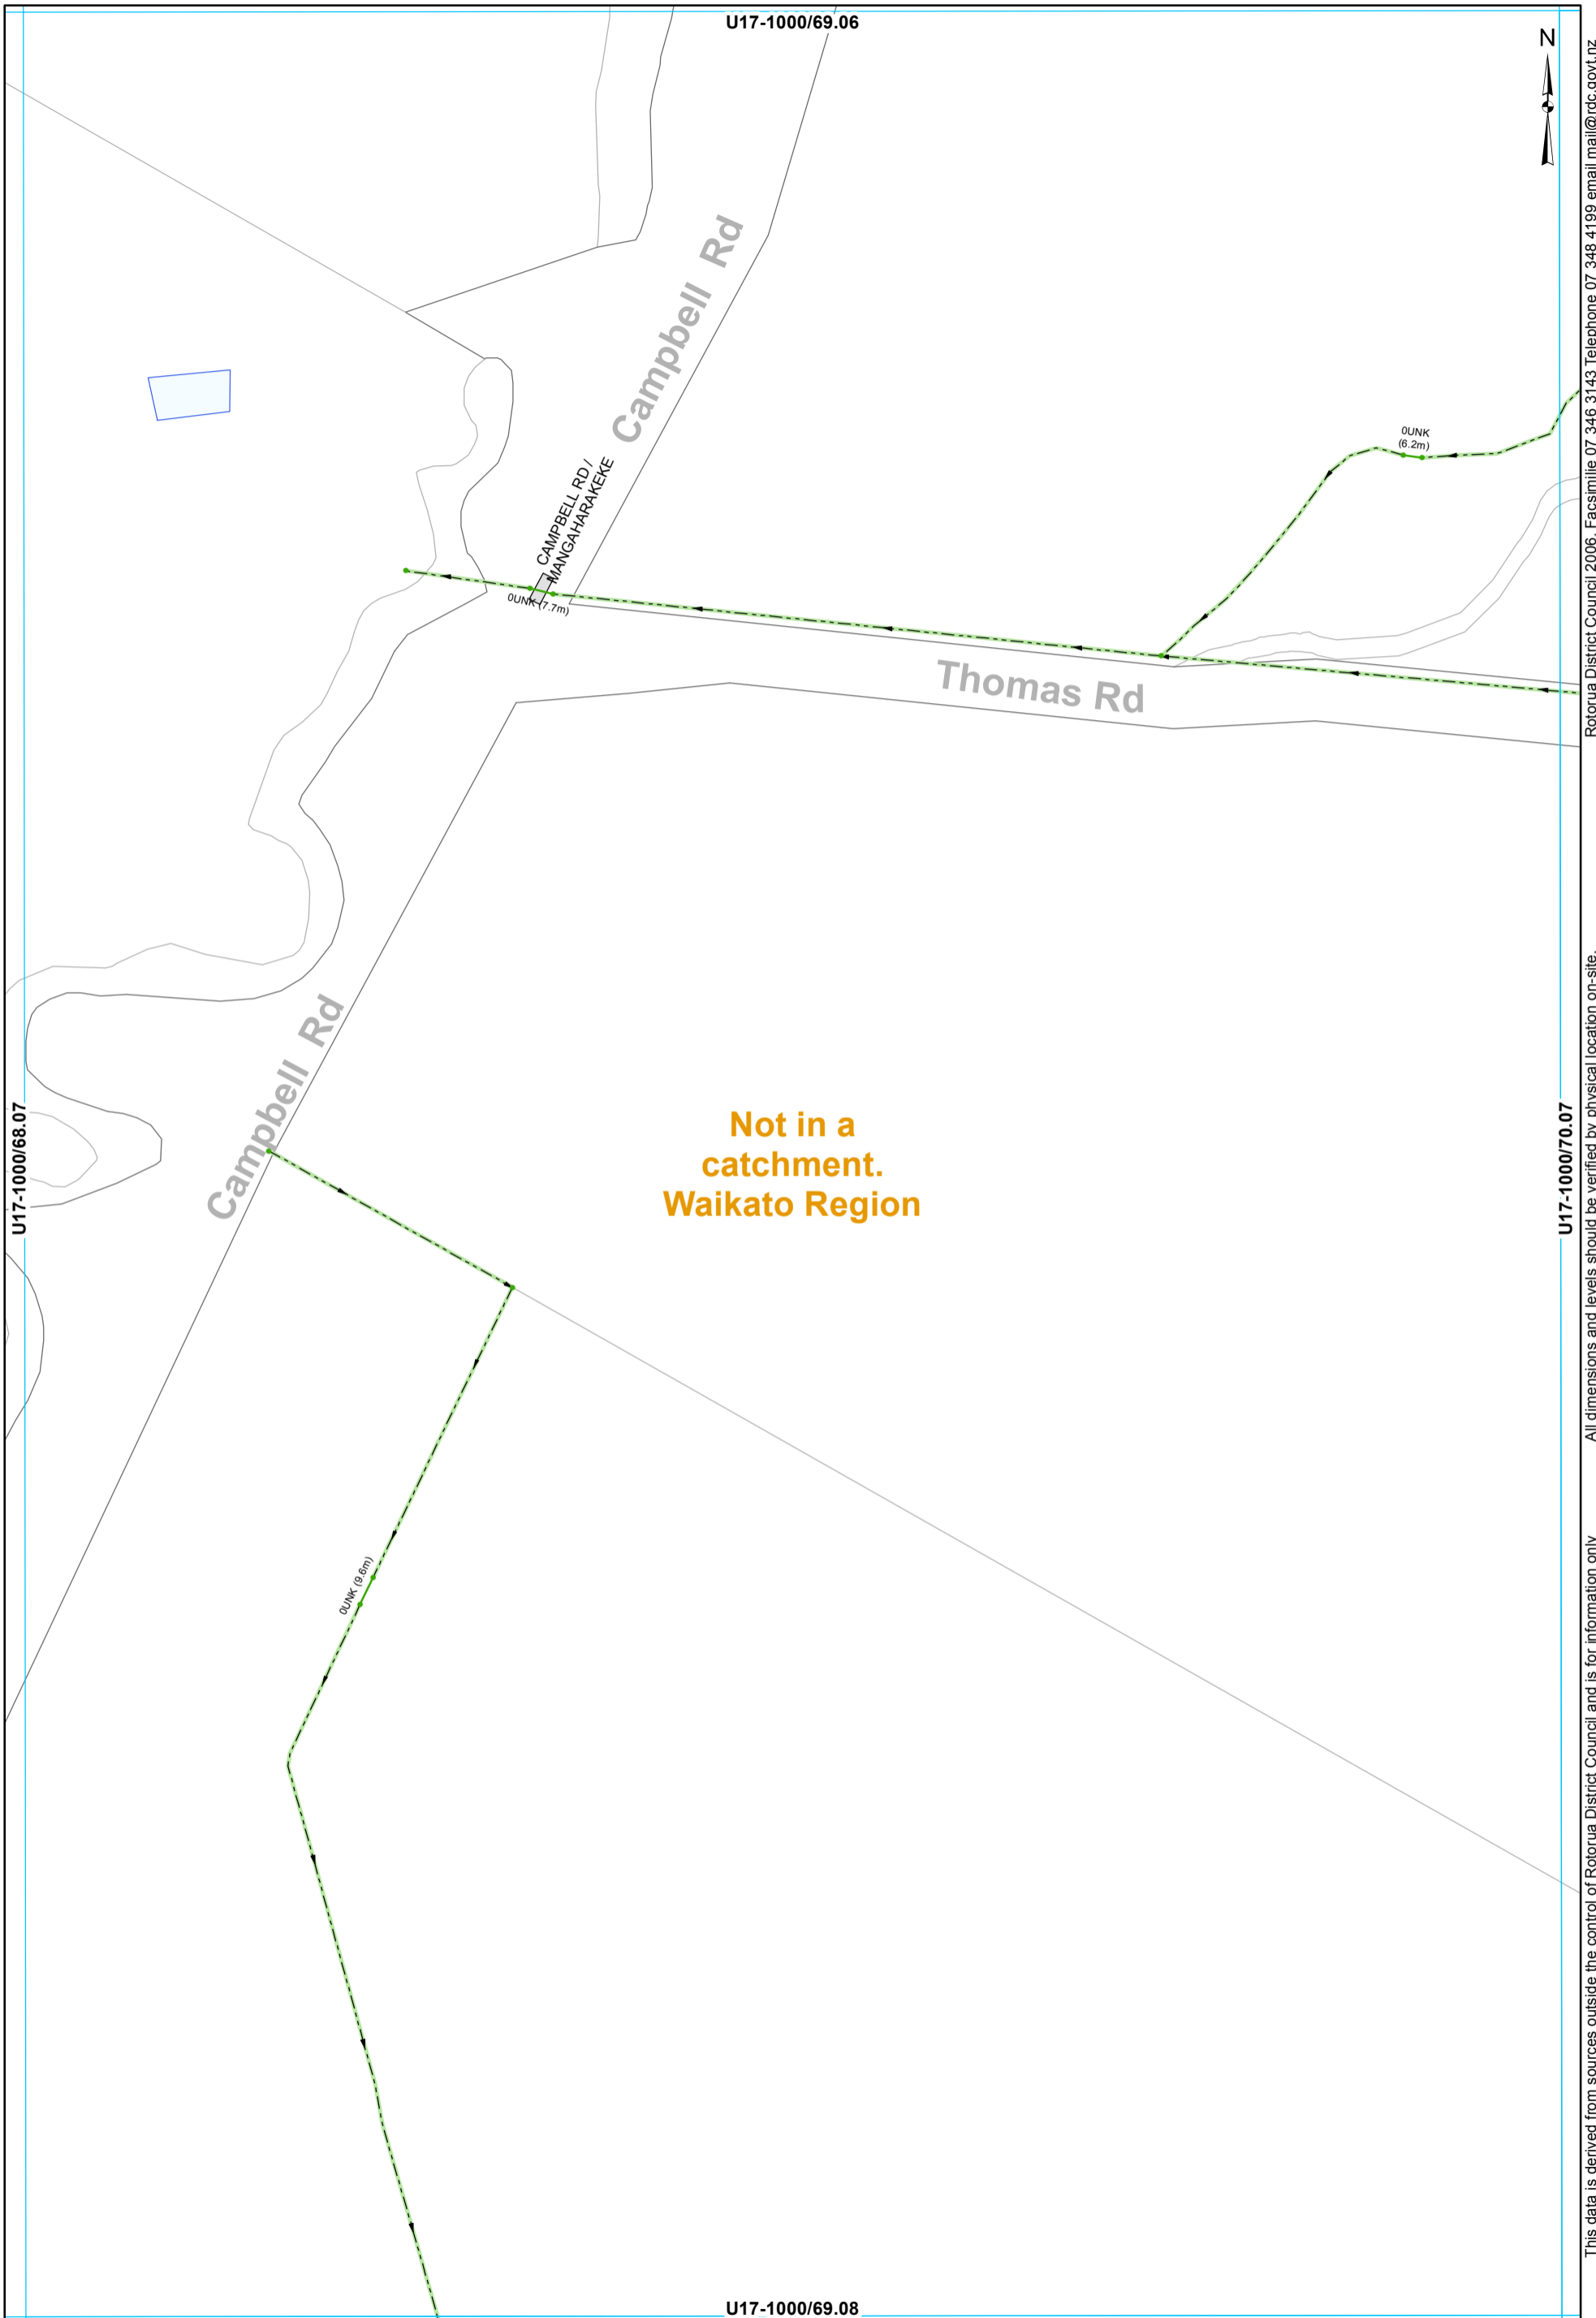 U17-1000/69.06
N
Campbell Rd
0UNK
(6.2m)
CAMPBELL RD /
MANGAHARAKEKE
0UNK (7.7m)
Thomas Rd
Campbell Rd
Not in a
catchment.
Waikato Region
U17-1000/68.07
U17-1000/70.07
0UNK (9.6m)
U17-1000/69.08
This data is derived from sources outside the control of Rotorua District Council and is for information only
All dimensions and levels should be verified by physical location on-site.
Rotorua District Council 2006. Facsimilie 07 346 3143 Telephone 07 348 4199 email mail@rdc.govt.nz